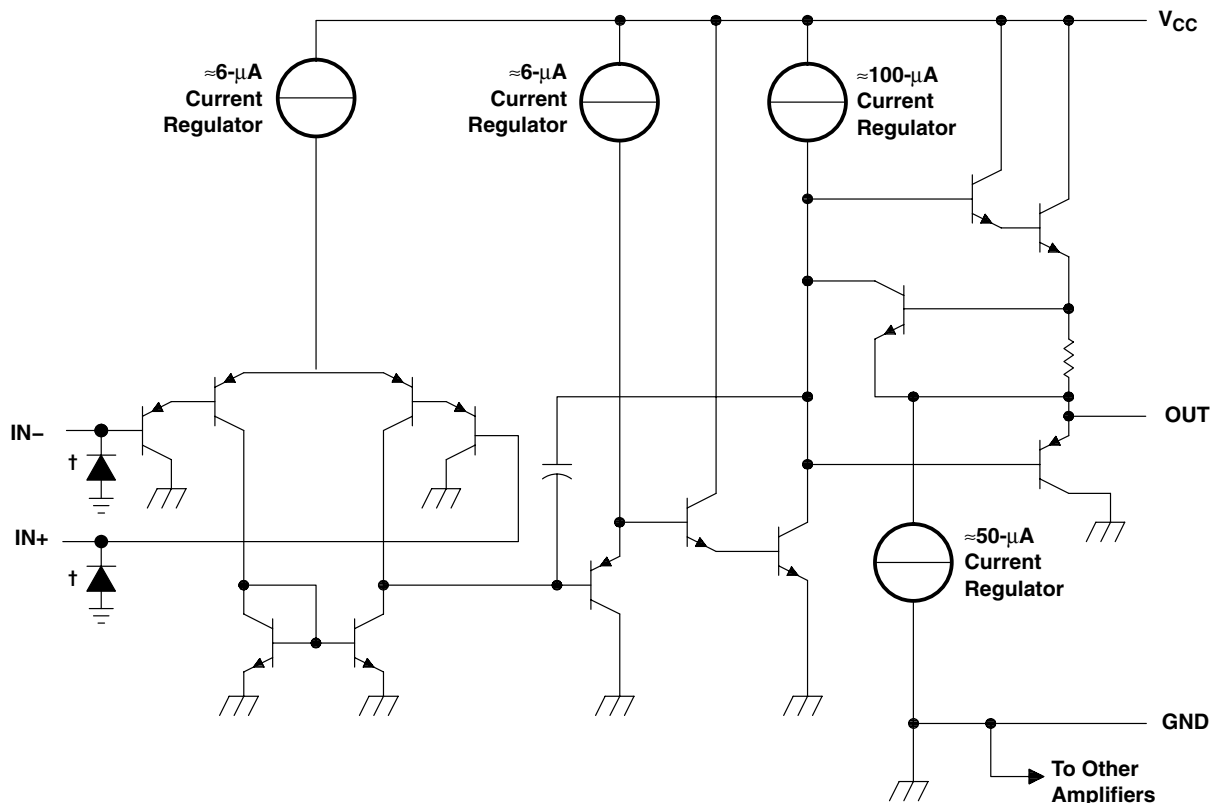 V_CC
≈6-μA
Current
Regulator
≈6-μA
Current
Regulator
≈100-μA
Current
Regulator
IN−
†
OUT
IN+
†
≈50-μA
Current
Regulator
GND
To Other
Amplifiers